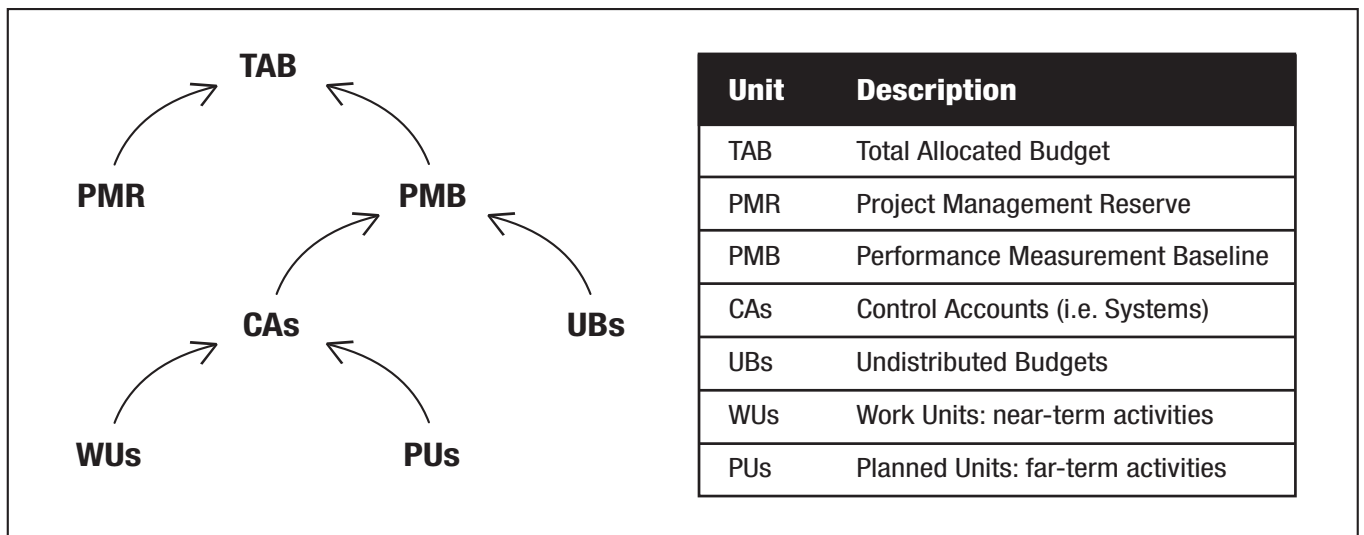 TAB
PMR PMB
CAs UBs
WUs PUs
Unit Description
TAB Total Allocated Budget
PMR Project Management Reserve
PMB Performance Measurement Baseline
CAs Control Accounts (i.e. Systems)
UBs Undistributed Budgets
WUs Work Units: near-term activities
PUs Planned Units: far-term activities